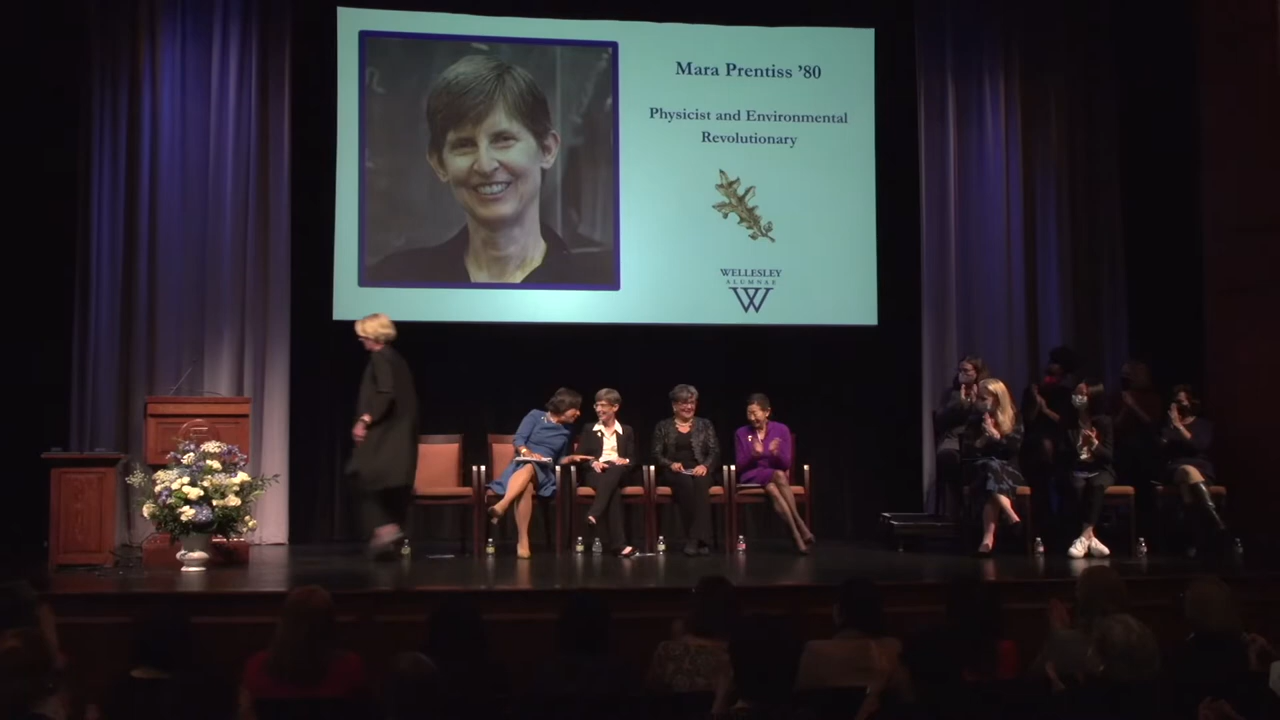 Mara Prentiss ’80
Physicist and Environmental
Revolutionary
WELLESLEY
ALUMNAE
W